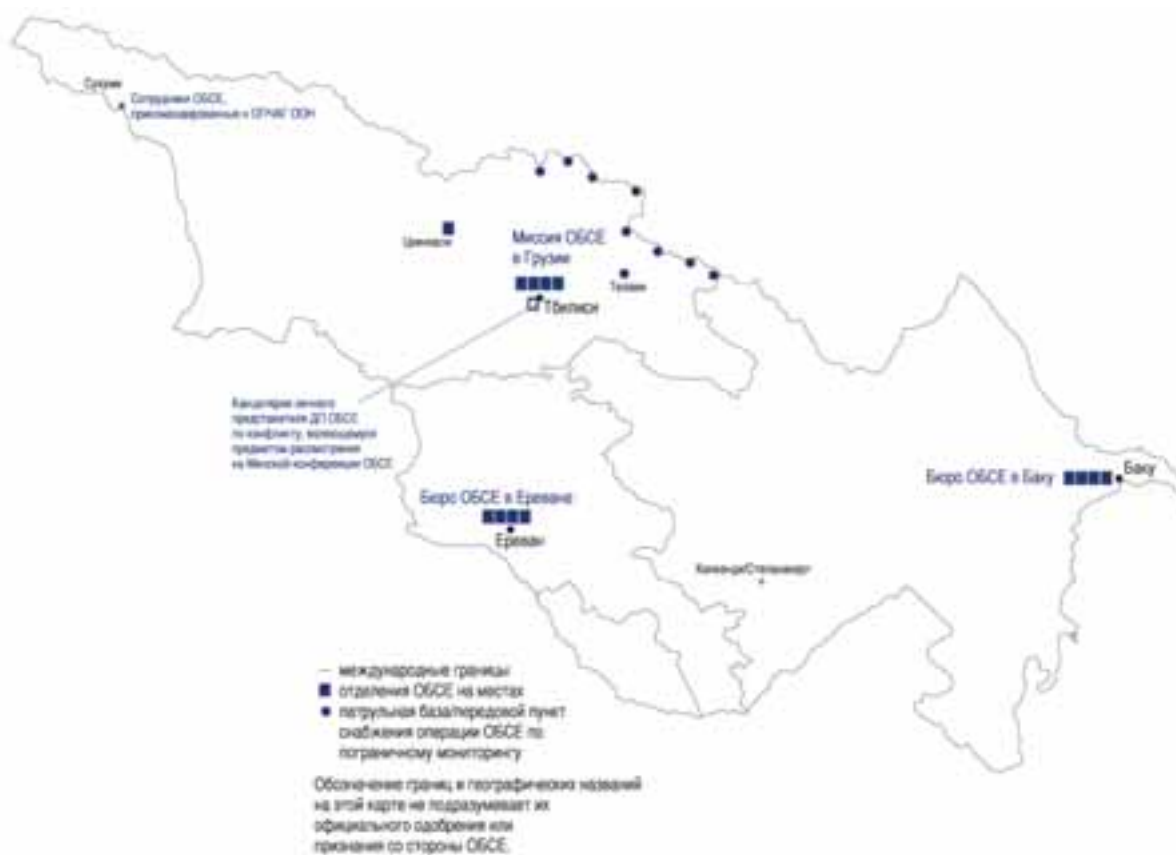 Сухуми
Сотрудники ОБСЕ,
прикомандированные к ОГЧАГ ООН
Цхинвали
Миссия ОБСЕ
в Грузии
Телави
Тбилиси
Канцелярия личного
представителя ДП ОБСЕ
по конфликту, являющемуся
предметом рассмотрения
на Минской конференции ОБСЕ
Бюро ОБСЕ в Баку
Баку
Бюро ОБСЕ в Ереване
Ереван
Ханкенди/Степанакерт
международные границы
отделения ОБСЕ на местах
патрульная база/передовой пункт
снабжения операции ОБСЕ по
пограничному мониторингу
Обозначение границ и географических названий
на этой карте не подразумевает их
официального одобрения или
признания со стороны ОБСЕ.